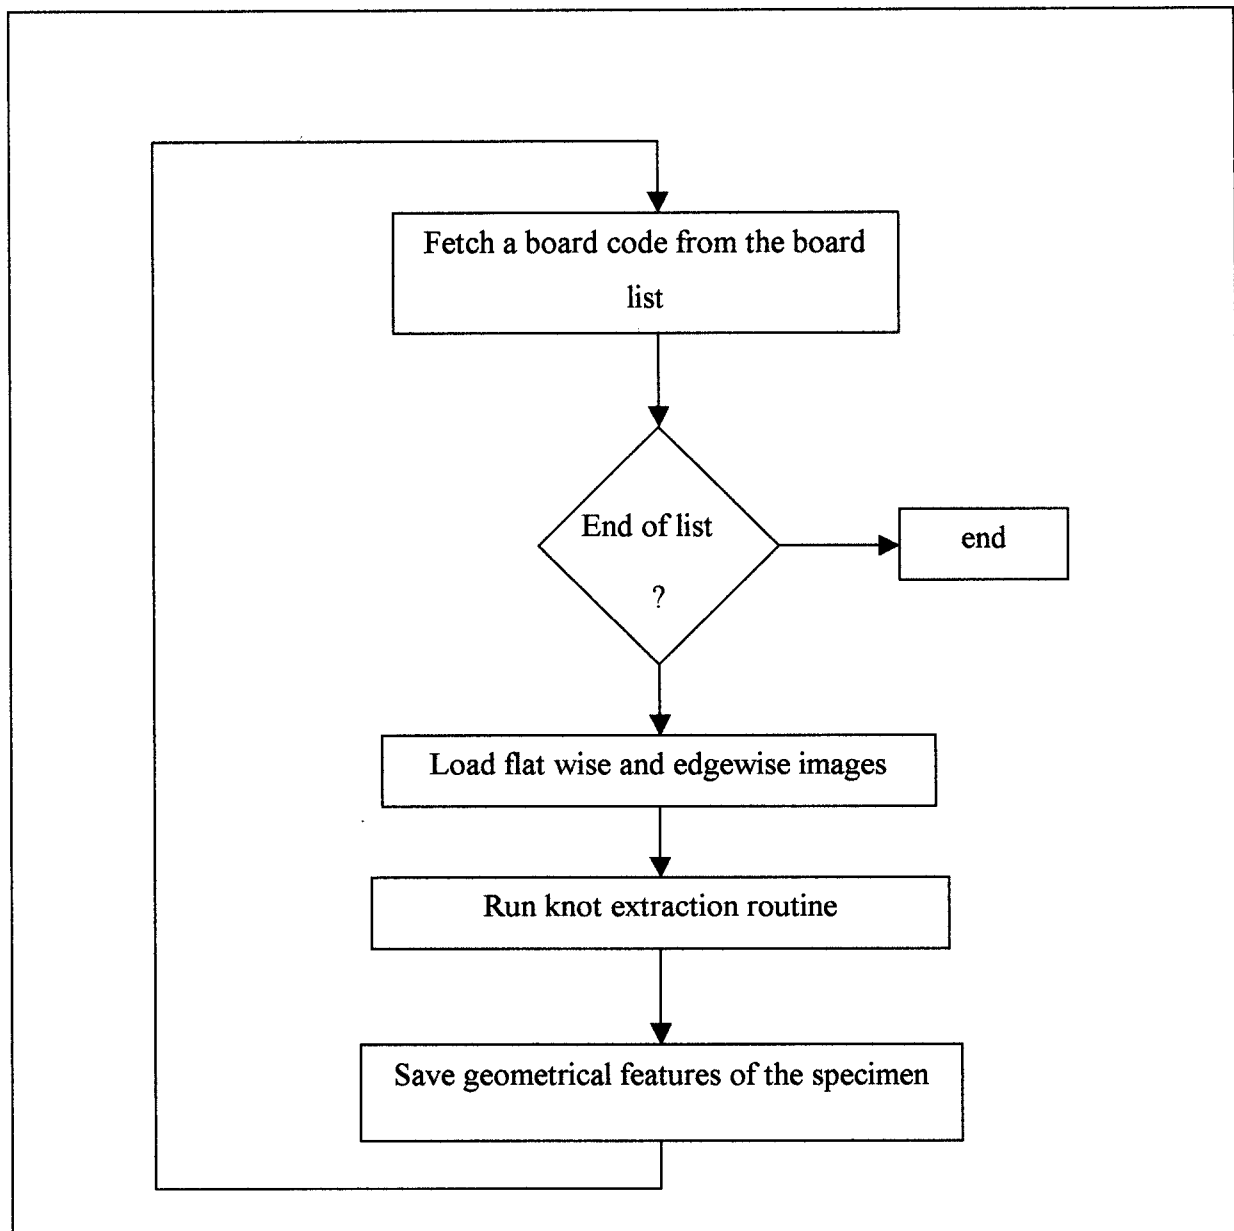 Fetch a board code from the board
list
End of list
?
end
Load flat wise and edgewise images
Run knot extraction routine
Save geometrical features of the specimen